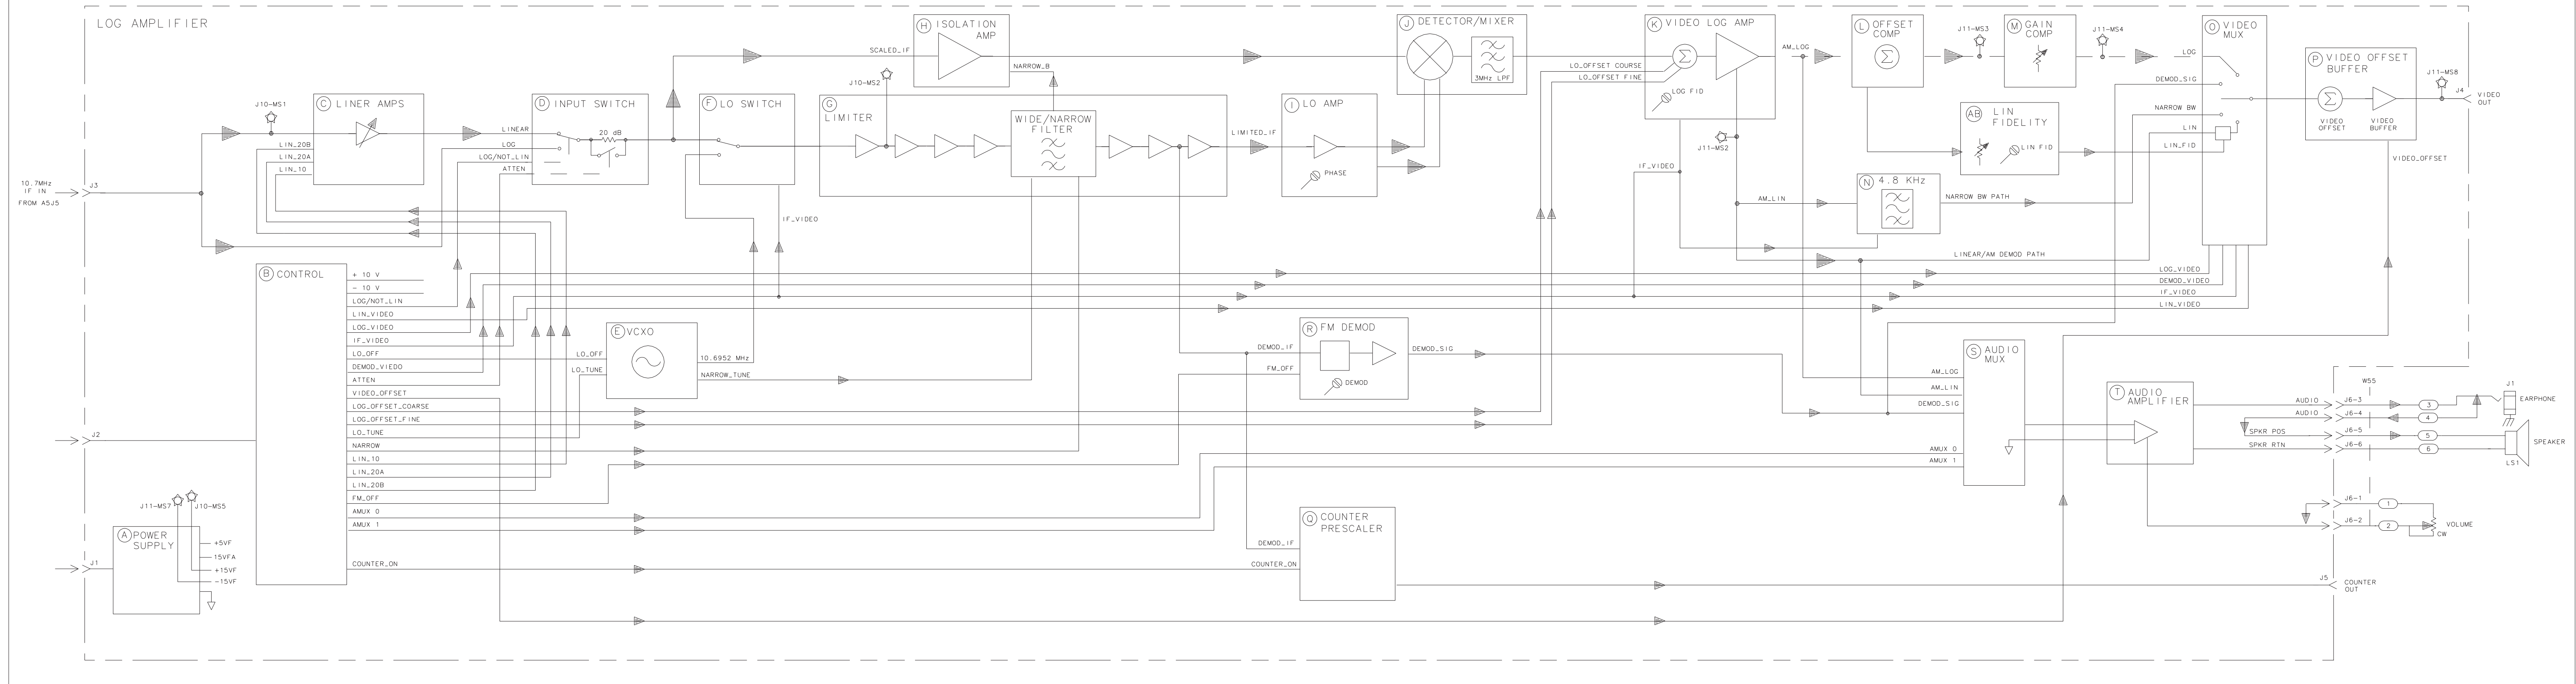 LOG AMPLIFIER
10.7MHz
IF IN
FROM A5J5
J3
J10-MS1
C LINER AMPS
LIN_20B
LIN_20A
LIN_10
D INPUT SWITCH
LINEAR
LOG
LOG/NOT_LIN
ATTEN
20 dB
F LO SWITCH
IF_VIDEO
H ISOLATION
AMP
SCALED_IF
NARROW_B
J10-MS2
G
LIMITER
WIDE/NARROW
FILTER
LIMITED_IF
I LO AMP
PHASE
J DETECTOR/MIXER
3MHz LPF
K VIDEO LOG AMP
LO_OFFSET COURSE
LO_OFFSET FINE
LOG FID
AM_LOG
J11-MS2
IF_VIDEO
AM_LIN
L OFFSET
COMP
J11-MS3
M GAIN
COMP
J11-MS4
AB LIN
FIDELITY
LIN FID
N 4.8 KHz
NARROW BW PATH
LINEAR/AM DEMOD PATH
O VIDEO
MUX
LOG
DEMOD_SIG
NARROW BW
LIN
LIN_FID
LOG_VIDEO
DEMOD_VIDEO
IF_VIDEO
LIN_VIDEO
P VIDEO OFFSET
BUFFER
VIDEO
OFFSET
VIDEO
BUFFER
J11-MS8
J4
VIDEO
OUT
VIDEO_OFFSET
B CONTROL
+ 10 V
- 10 V
LOG/NOT_LIN
LIN_VIDEO
LOG_VIDEO
IF_VIDEO
LO_OFF
DEMOD_VIEDO
ATTEN
VIDEO_OFFSET
LOG_OFFSET_COARSE
LOG_OFFSET_FINE
LO_TUNE
NARROW
LIN_10
LIN_20A
LIN_20B
FM_OFF
AMUX 0
AMUX 1
COUNTER_ON
J2
E VCXO
LO_OFF
LO_TUNE
10.6952 MHz
NARROW_TUNE
R FM DEMOD
DEMOD_IF
FM_OFF
DEMOD
DEMOD_SIG
S AUDIO
MUX
AM_LOG
AM_LIN
DEMOD_SIG
AMUX 0
AMUX 1
T AUDIO
AMPLIFIER
AUDIO
AUDIO
SPKR POS
SPKR RTN
W55
J6-3
J6-4
J6-5
J6-6
3
4
5
6
J1
EARPHONE
SPEAKER
LS1
J6-1
J6-2
1
2
VOLUME
CW
J11-MS7
J10-MS5
A POWER
SUPPLY
+5VF
15VFA
+15VF
-15VF
J1
Q COUNTER
PRESCALER
DEMOD_IF
COUNTER_ON
J5
COUNTER
OUT